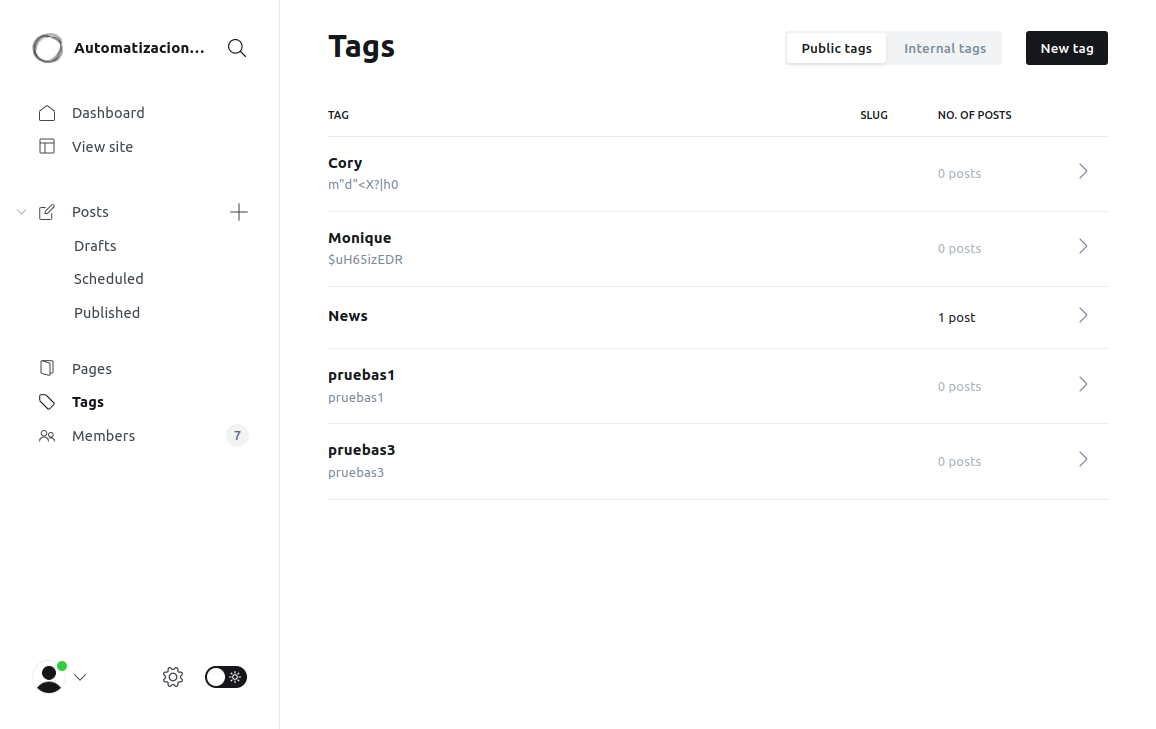 Automatizacion...
Dashboard
View site
Posts
Drafts
Scheduled
Published
Pages
Tags
Members 7
Tags
Public tags Internal tags New tag
TAG SLUG NO. OF POSTS
Cory
m"d"<X?|h0
0 posts
Monique
$uH65izEDR
0 posts
News
1 post
pruebas1
pruebas1
0 posts
pruebas3
pruebas3
0 posts